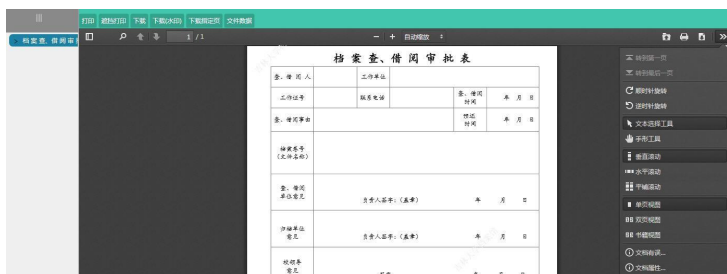 打印 遮挡打印 下载 下载(水印) 下载指定页 文件数据
档案查、借阅审
1 / 1 − + 自动缩放
档案查、借阅审批表
查、借阅人 工作单位
工作证号 联系电话 查、借阅时间 年 月 日
查、借阅事由 归还时间 年 月 日
档案卷号
(文件名称)
查、借阅
单位意见 负责人签字：(盖章) 年 月 日
归档单位
意见 负责人签字：(盖章) 年 月 日
校领导
意见
转到第一页
转到最后一页
顺时针旋转
逆时针旋转
文本选择工具
手形工具
垂直滚动
水平滚动
平铺滚动
单页视图
双页视图
书籍视图
文档有误…
文档属性…